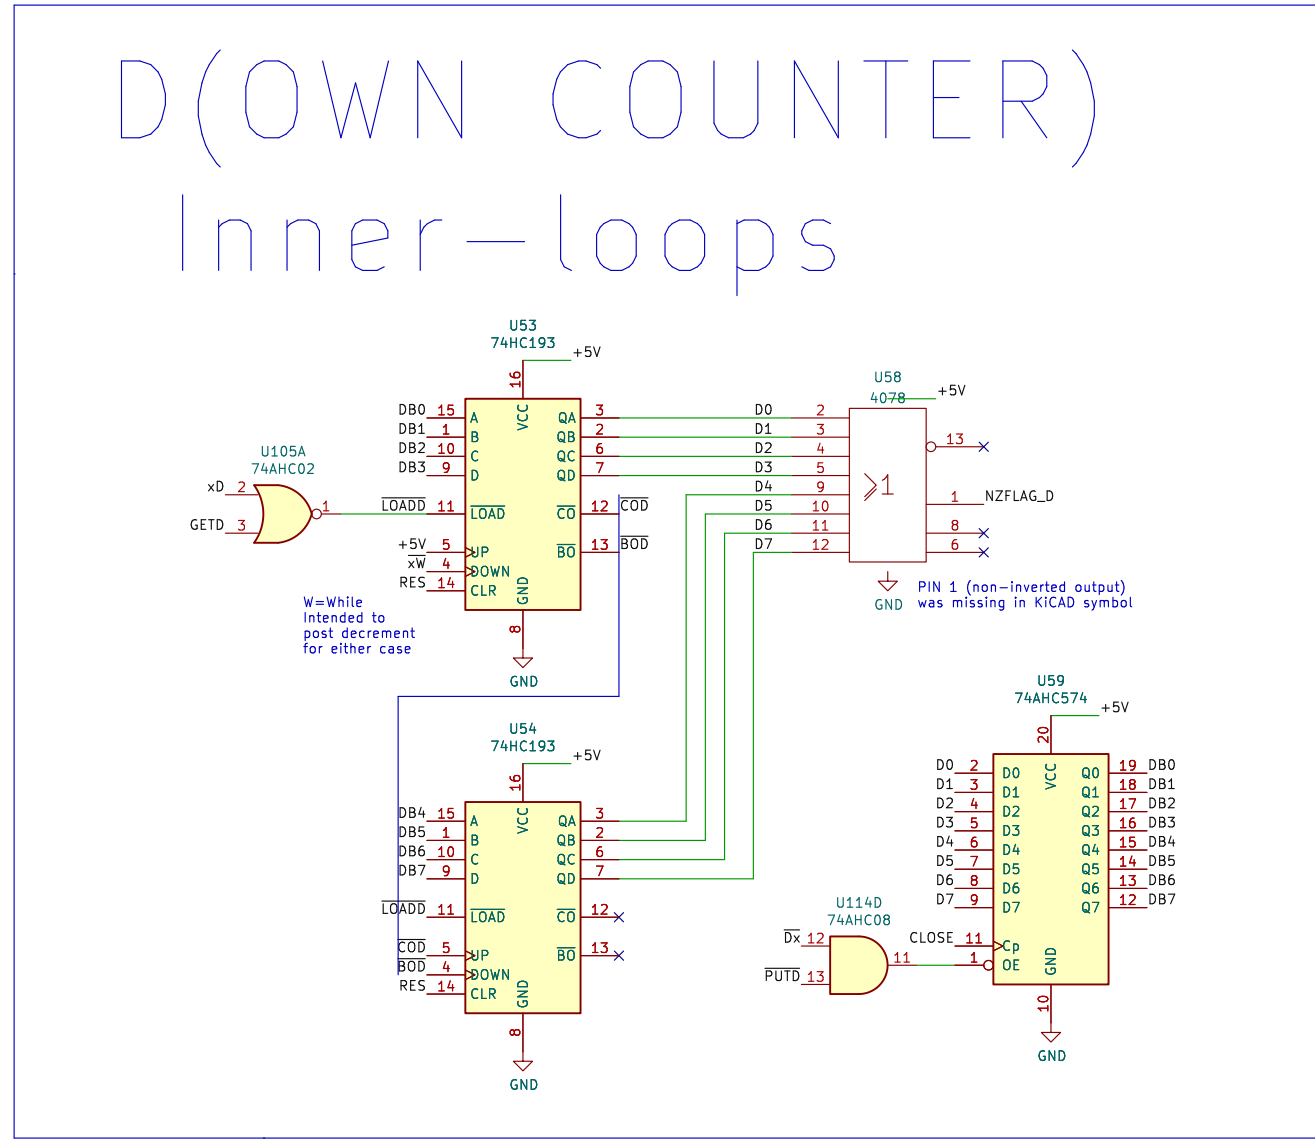 D(OWN COUNTER)
Inner-loops
U53
74HC193
+5V
16
VCC
DB0 15 A QA 3
DB1 1 B QB 2
DB2 10 C QC 6
DB3 9 D QD 7
LOADD 11 LOAD CO 12 COD
+5V 5 UP BO 13 BOD
xW 4 DOWN
RES 14 CLR
GND
8
GND
U105A
74AHC02
xD 2
1
GETD 3
W=While
Intended to
post decrement
for either case
U58
4078
+5V
D0 2
D1 3
D2 4
D3 5
D4 9
D5 10
D6 11
D7 12
≥1
13
1 NZFLAG_D
8
6
GND
PIN 1 (non-inverted output)
was missing in KiCAD symbol
U54
74HC193
+5V
16
VCC
DB4 15 A QA 3
DB5 1 B QB 2
DB6 10 C QC 6
DB7 9 D QD 7
LOADD 11 LOAD CO 12
COD 5 UP BO 13
BOD 4 DOWN
RES 14 CLR
GND
8
GND
U59
74AHC574
+5V
20
VCC
D0 2 D0 Q0 19 DB0
D1 3 D1 Q1 18 DB1
D2 4 D2 Q2 17 DB2
D3 5 D3 Q3 16 DB3
D4 6 D4 Q4 15 DB4
D5 7 D5 Q5 14 DB5
D6 8 D6 Q6 13 DB6
D7 9 D7 Q7 12 DB7
CLOSE 11 Cp
1 OE
GND
10
GND
U114D
74AHC08
Dx 12
11
PUTD 13